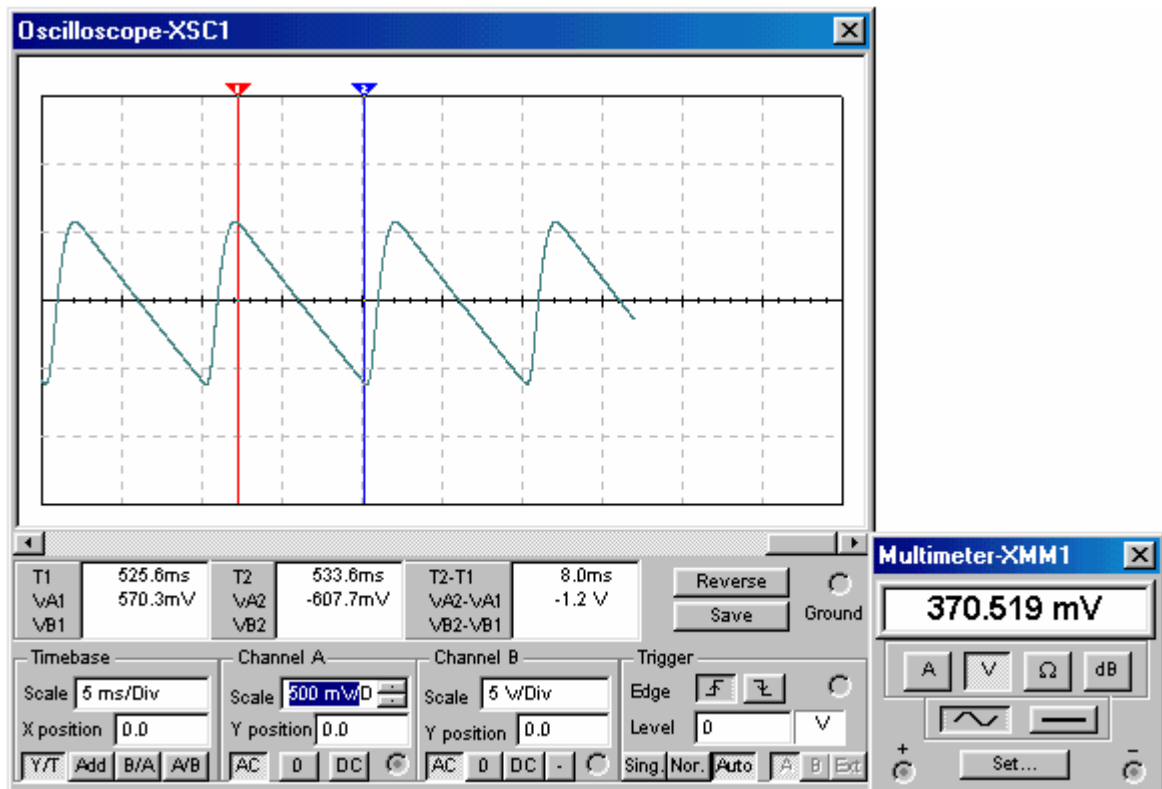 Oscilloscope-XSC1
1 2
T1 525.6ms T2 533.6ms T2-T1 8.0ms
VA1 570.3mV VA2 -607.7mV VA2-VA1 -1.2 V
VB1 VB2 VB2-VB1
Reverse
Save
Ground
Timebase
Scale 5 ms/Div
X position 0.0
Y/T Add B/A A/B
Channel A
Scale 500 mV/D
Y position 0.0
AC 0 DC
Channel B
Scale 5 V/Div
Y position 0.0
AC 0 DC -
Trigger
Edge
Level 0 V
Sing. Nor. Auto A B Ext
Multimeter-XMM1
370.519 mV
A V Ω dB
+ Set... -